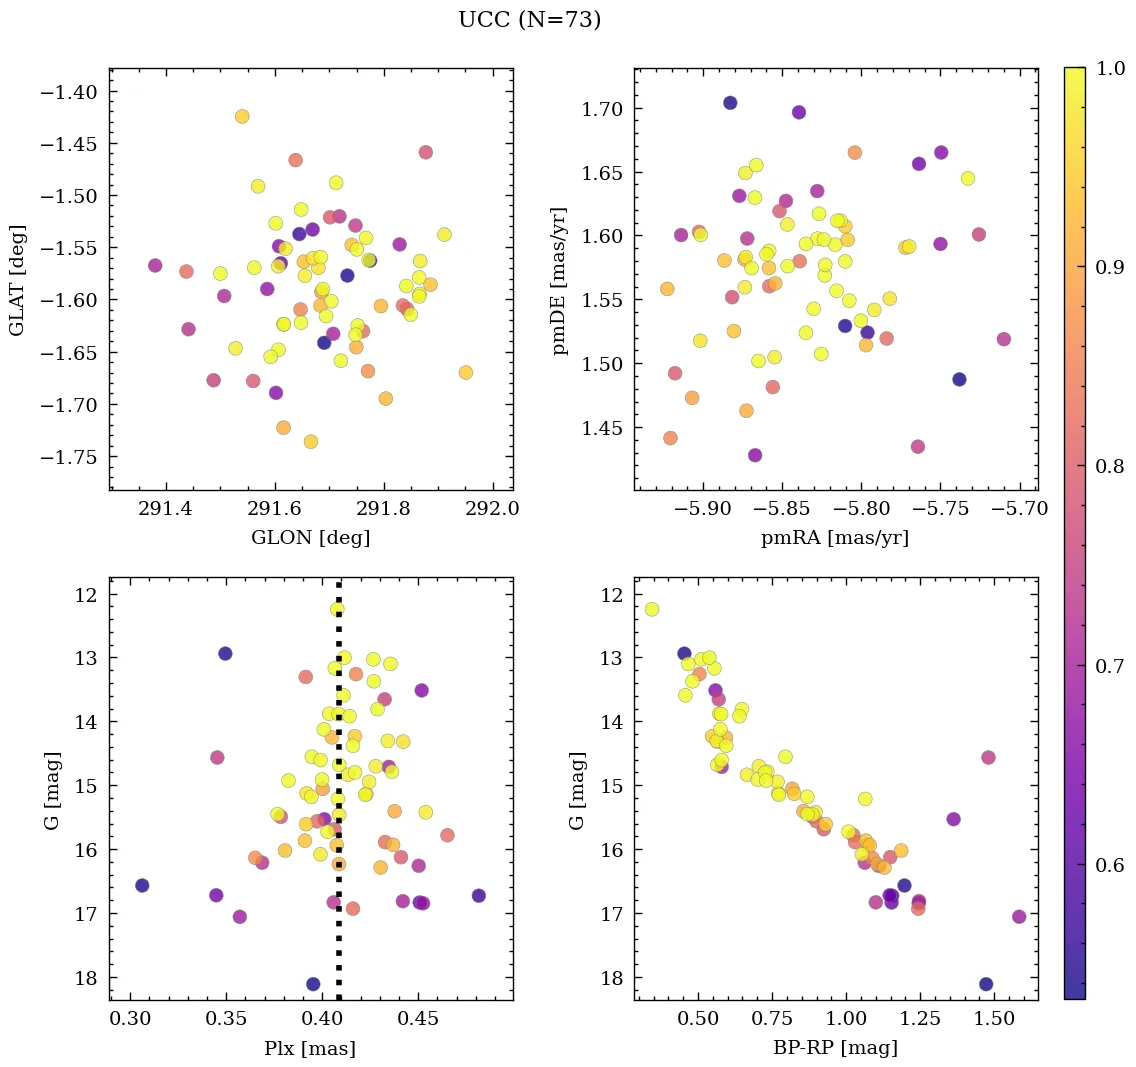 UCC (N=73)
−1.40
−1.45
−1.50
−1.55
−1.60
−1.65
−1.70
−1.75
GLAT [deg]
291.4 291.6 291.8 292.0
GLON [deg]
1.70
1.65
1.60
1.55
1.50
1.45
pmDE [mas/yr]
−5.90 −5.85 −5.80 −5.75 −5.70
pmRA [mas/yr]
12
13
14
15
16
17
18
G [mag]
0.30 0.35 0.40 0.45
Plx [mas]
12
13
14
15
16
17
18
G [mag]
0.50 0.75 1.00 1.25 1.50
BP-RP [mag]
1.0
0.9
0.8
0.7
0.6